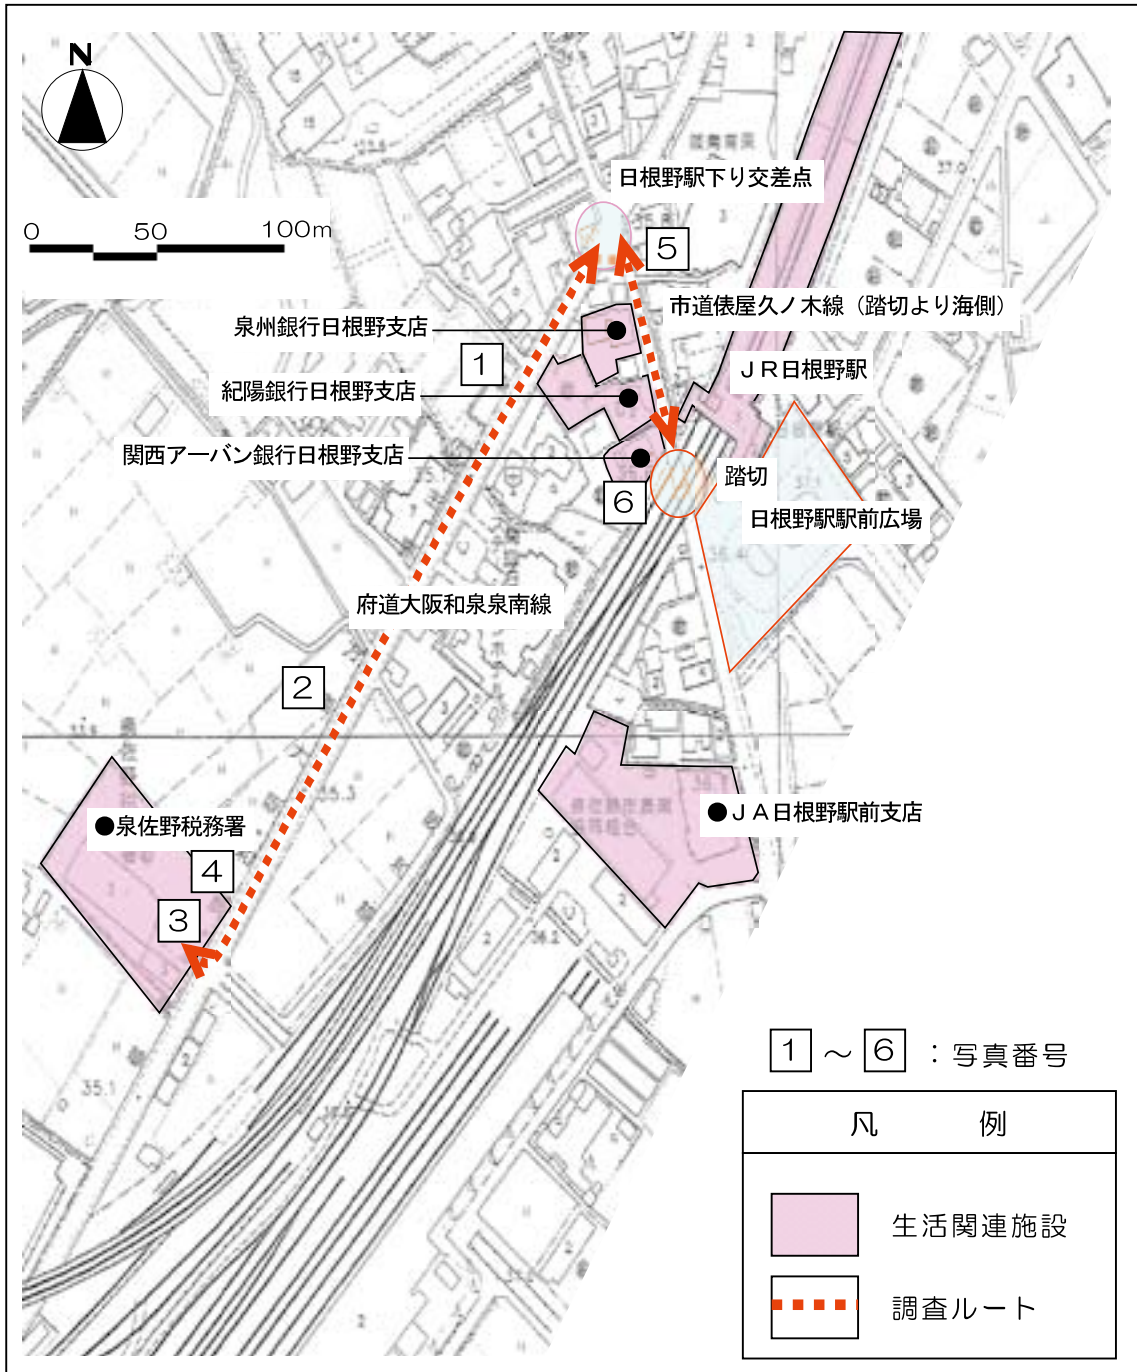 N
0 50 100m
日根野駅下り交差点
5
市道俵屋久ノ木線（踏切より海側）
泉州銀行日根野支店
1
ＪＲ日根野駅
紀陽銀行日根野支店
関西アーバン銀行日根野支店
踏切
6
日根野駅駅前広場
府道大阪和泉泉南線
2
●泉佐野税務署
●ＪＡ日根野駅前支店
4
3
35.3
35.1
1 ～ 6 ：写真番号
凡 例
生活関連施設
調査ルート